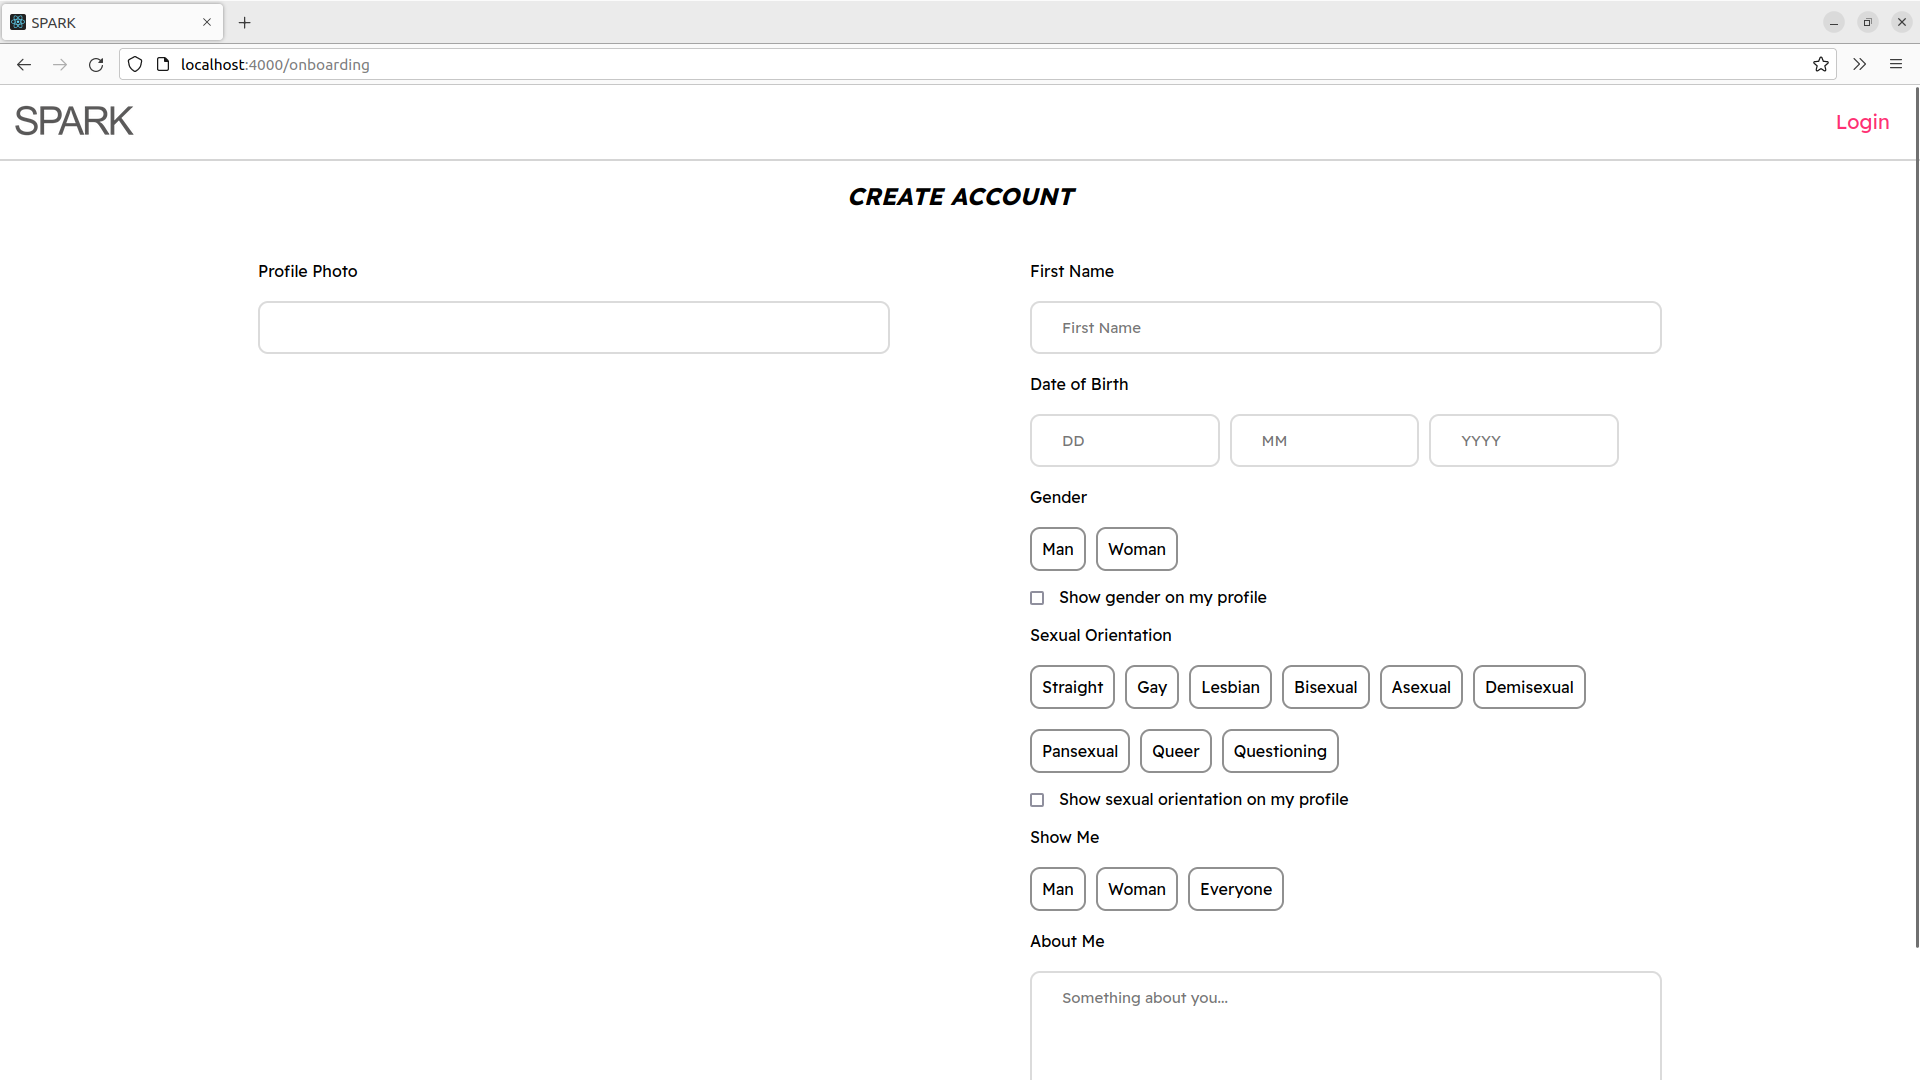 SPARK
localhost:4000/onboarding
SPARK
Login
CREATE ACCOUNT
Profile Photo
First Name
First Name
Date of Birth
DD MM YYYY
Gender
Man Woman
Show gender on my profile
Sexual Orientation
Straight Gay Lesbian Bisexual Asexual Demisexual
Pansexual Queer Questioning
Show sexual orientation on my profile
Show Me
Man Woman Everyone
About Me
Something about you...